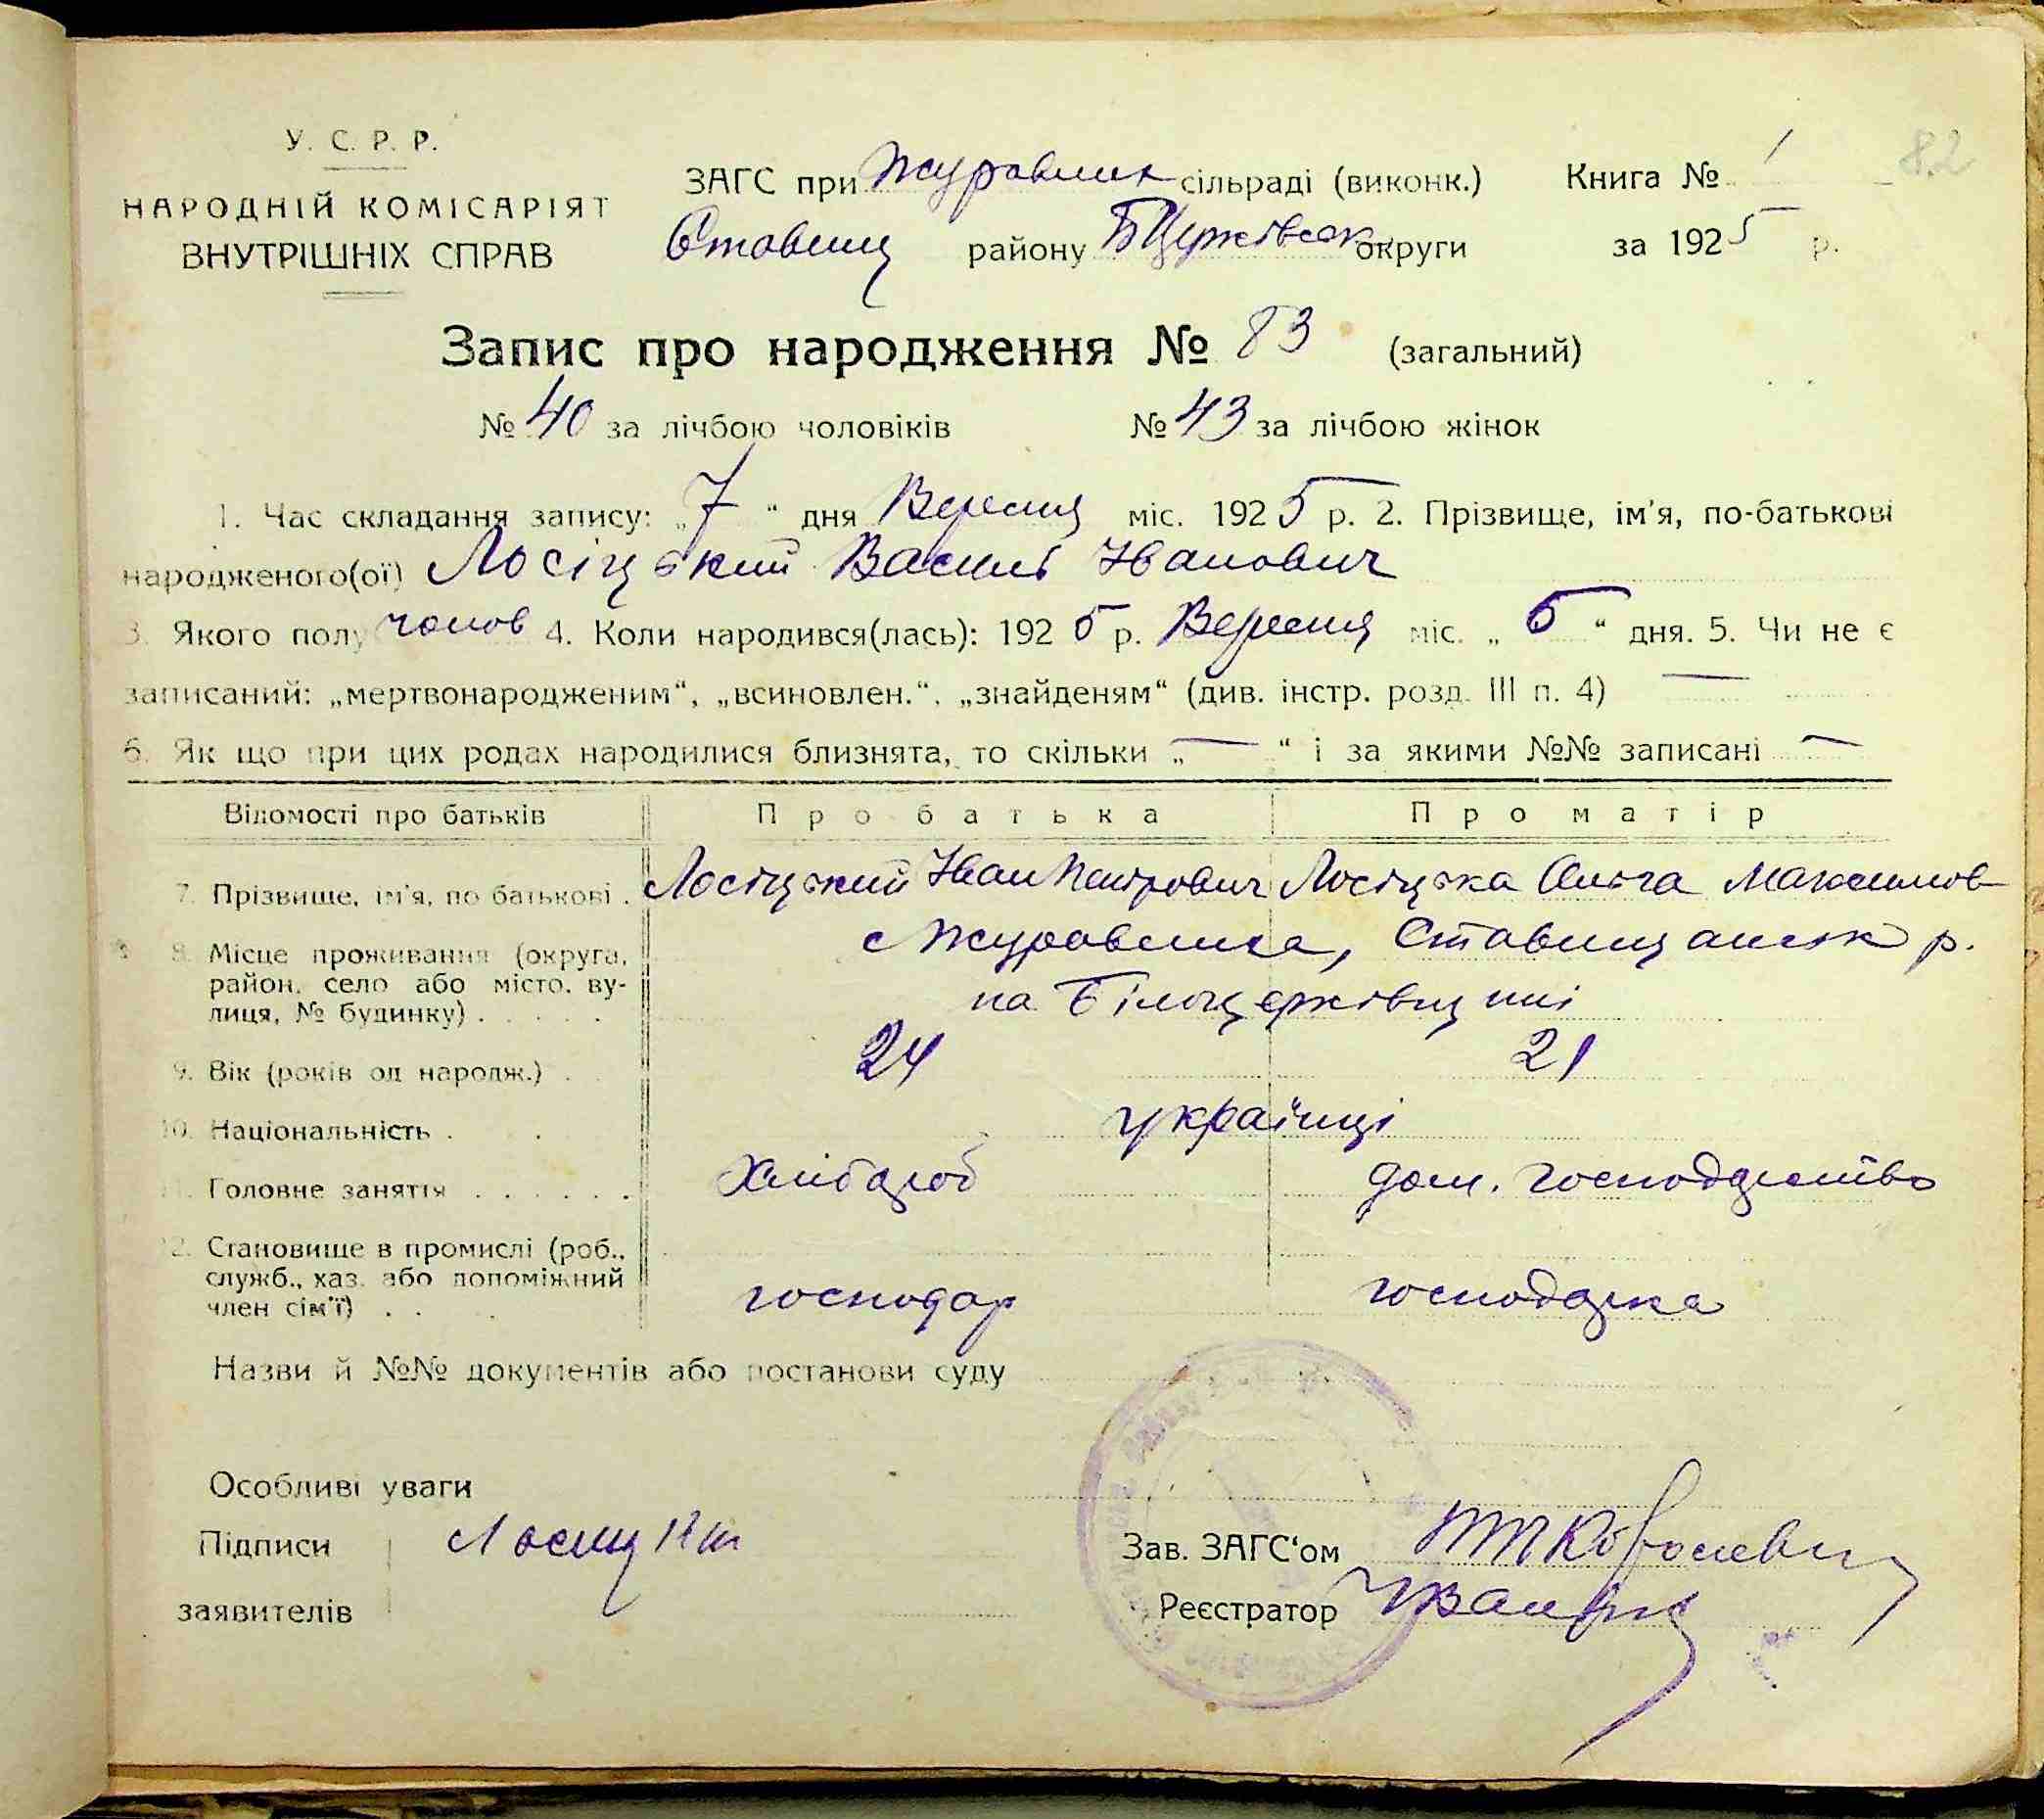 82
У. С. Р. Р.
НАРОДНІЙ КОМІСАРІЯТ
ВНУТРІШНІХ СПРАВ
ЗАГС при Журавлик сільраді (виконк.) Книга № 1
Ставищ району БЦерківськ округи за 1925 р.
Запис про народження № 83 (загальний)
№ 40 за лічбою чоловіків № 43 за лічбою жінок
1. Час складання запису: „7“ дня Вересня міс. 1925 р. 2. Прізвище, ім'я, по-батькові
народженого(ої) Лосіцький Василь Іванович
3. Якого полу чолов 4. Коли народився(лась): 1925 р. Вересня міс. „5“ дня. 5. Чи не є
записаний: „мертвонародженим“, „всиновлен.“, „знайденям“ (див. інстр. розд. III п. 4) —
6. Як що при цих родах народилися близнята, то скільки „—“ і за якими №№ записані —
Відомості про батьків Про батька Про матір
7. Прізвище, ім'я, по батькові . Лосіцький Іван Петрович Лосіцька Ольга Максимов
8. Місце проживання (округа, район, село або місто, вулиця, № будинку) . . . . . с Журавлиха, Ставищанськ р.
на Білоцерківщині
9. Вік (років од народж.) . 24 21
10. Національність . . українці
11. Головне заняття . . . . . . Хлібороб дом. господарство
12. Становище в промислі (роб.,
служб., хаз. або допоміжний
член сім'ї) . . . господар господарка
Назви й №№ документів або постанови суду
Особливі уваги
Підписи Лосиц
заявителів
Зав. ЗАГС'ом
Реєстратор